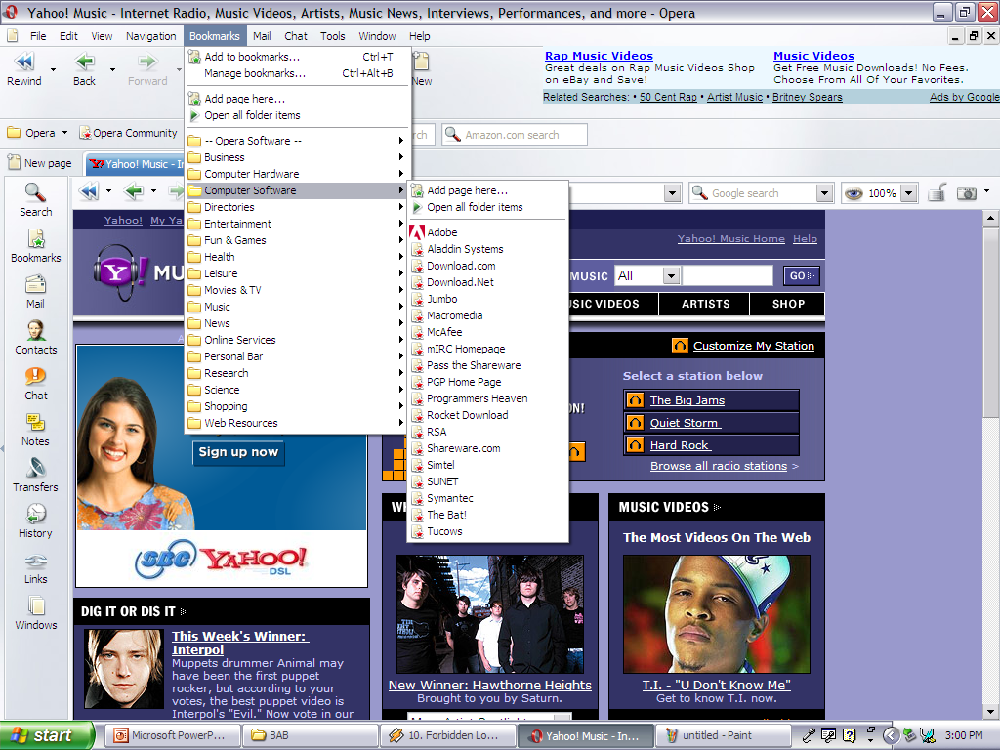 Yahoo! Music - Internet Radio, Music Videos, Artists, Music News, Interviews, Performances, and more - Opera
File Edit View Navigation Bookmarks Mail Chat Tools Window Help
Rewind Back Forward New
Add to bookmarks... Ctrl+T
Manage bookmarks... Ctrl+Alt+B
Add page here...
Open all folder items
-- Opera Software --
Business
Computer Hardware
Computer Software
Directories
Entertainment
Fun & Games
Health
Leisure
Movies & TV
Music
News
Online Services
Personal Bar
Research
Science
Shopping
Web Resources
Add page here...
Open all folder items
Adobe
Aladdin Systems
Download.com
Download.Net
Jumbo
Macromedia
McAfee
mIRC Homepage
Pass the Shareware
PGP Home Page
Programmers Heaven
Rocket Download
RSA
Shareware.com
Simtel
SUNET
Symantec
The Bat!
Tucows
Rap Music Videos
Great deals on Rap Music Videos Shop
on eBay and Save!
Music Videos
Get Free Music Downloads! No Fees.
Choose From All Of Your Favorites.
Related Searches: • 50 Cent Rap • Artist Music • Britney Spears Ads by Google
Opera Opera Community rch Amazon.com search
New page Yahoo! Music - In
Google search 100%
Search
Bookmarks
Mail
Contacts
Chat
Notes
Transfers
History
Links
Windows
Yahoo! My Ya
Yahoo! Music Home Help
Y! MU
MUSIC All GO
SIC VIDEOS ARTISTS SHOP
Customize My Station
Select a station below
ON!
The Big Jams
Quiet Storm
Hard Rock
Browse all radio stations >
Sign up now
SBC YAHOO!
DSL
DIG IT OR DIS IT
This Week's Winner:
Interpol
Muppets drummer Animal may
have been the first puppet
rocker, but according to your
votes, the best puppet video is
Interpol's "Evil." Now vote in our
WH
New Winner: Hawthorne Heights
Brought to you by Saturn.
MUSIC VIDEOS
The Most Videos On The Web
T.I. - "U Don't Know Me"
Get to know T.I. now.
start Microsoft PowerP... BAB 10. Forbidden Lo... Yahoo! Music - In... untitled - Paint 3:00 PM